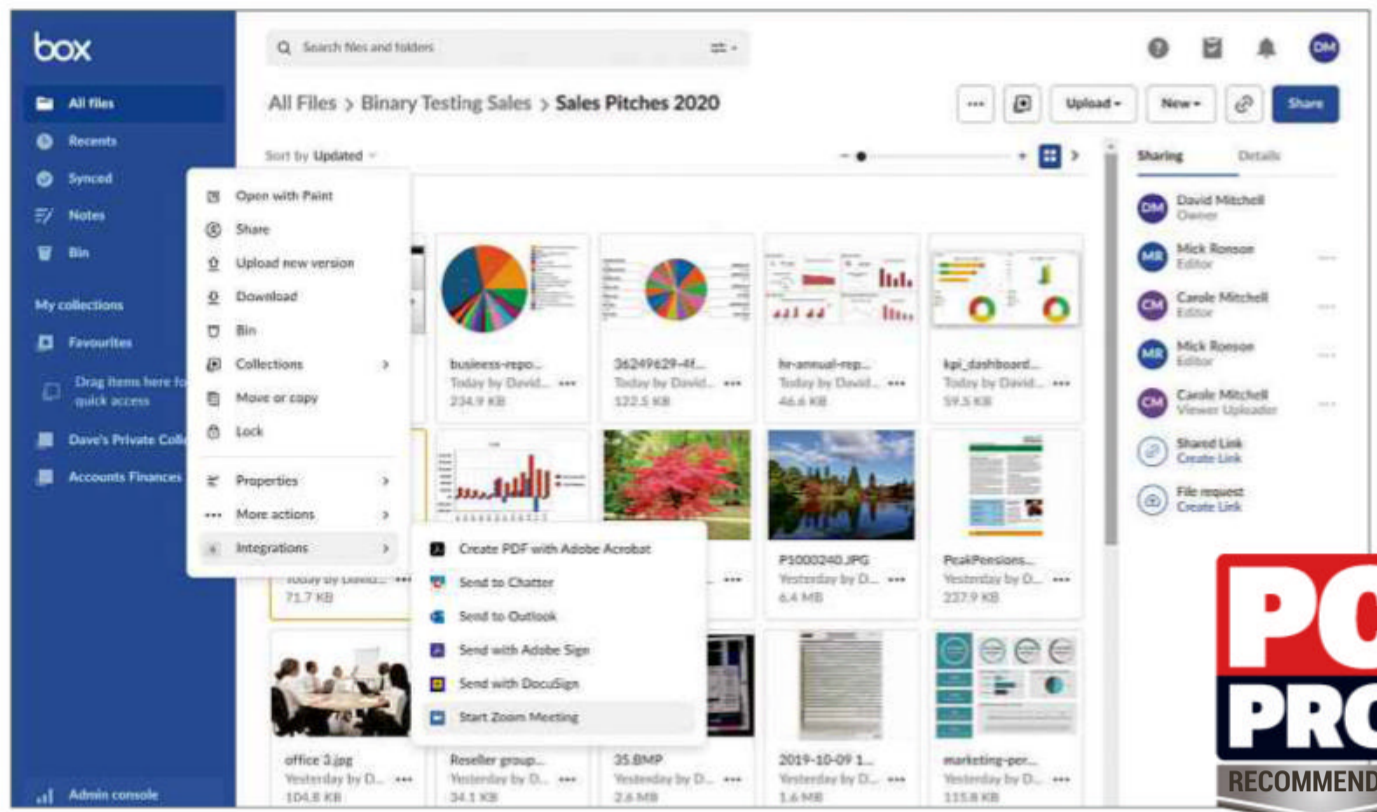 box
Search files and folders
DM
All files
Recents
Synced
Notes
Bin
My collections
Favourites
Drag items here fo
quick access
Dave's Private Colle
Accounts Finances
Admin console
All Files > Binary Testing Sales > Sales Pitches 2020
Upload
New
Share
Sort by Updated
Open with Paint
Share
Upload new version
Download
Bin
Collections
Move or copy
Lock
Properties
More actions
Integrations
Create PDF with Adobe Acrobat
Send to Chatter
Send to Outlook
Send with Adobe Sign
Send with DocuSign
Start Zoom Meeting
business-repo...
Today by David...
234.9 KB
36249629-4f...
Today by David...
122.5 KB
hr-annual-rep...
Today by David...
46.6 KB
kpi_dashboard...
Today by David...
59.5 KB
Today by David...
71.7 KB
P1000240.JPG
Yesterday by D...
6.4 MB
PeakPensions...
Yesterday by D...
237.9 KB
office 3.jpg
Yesterday by D...
104.8 KB
Reseller group...
Yesterday by D...
34.1 KB
35.BMP
Yesterday by D...
2.6 MB
2019-10-09 1...
Yesterday by D...
1.6 MB
marketing-per...
Yesterday by D...
115.8 KB
Sharing
Details
DM
David Mitchell
Owner
MR
Mick Ronson
Editor
CM
Carole Mitchell
Editor
MR
Mick Ronson
Editor
CM
Carole Mitchell
Viewer Uploader
Shared Link
Create Link
File request
Create Link
PC
PRO
RECOMMEND